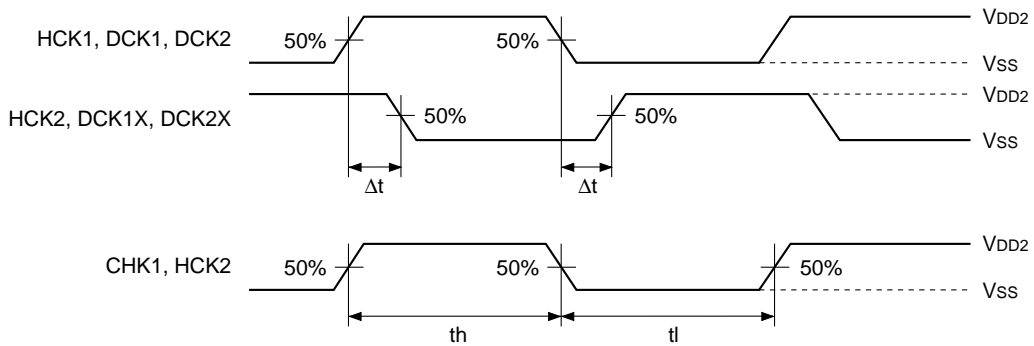 HCK1, DCK1, DCK2 50% 50% VDD2
VSS
HCK2, DCK1X, DCK2X 50% 50% VDD2
VSS
Δt Δt
CHK1, HCK2 50% 50% 50% VDD2
VSS
th tl